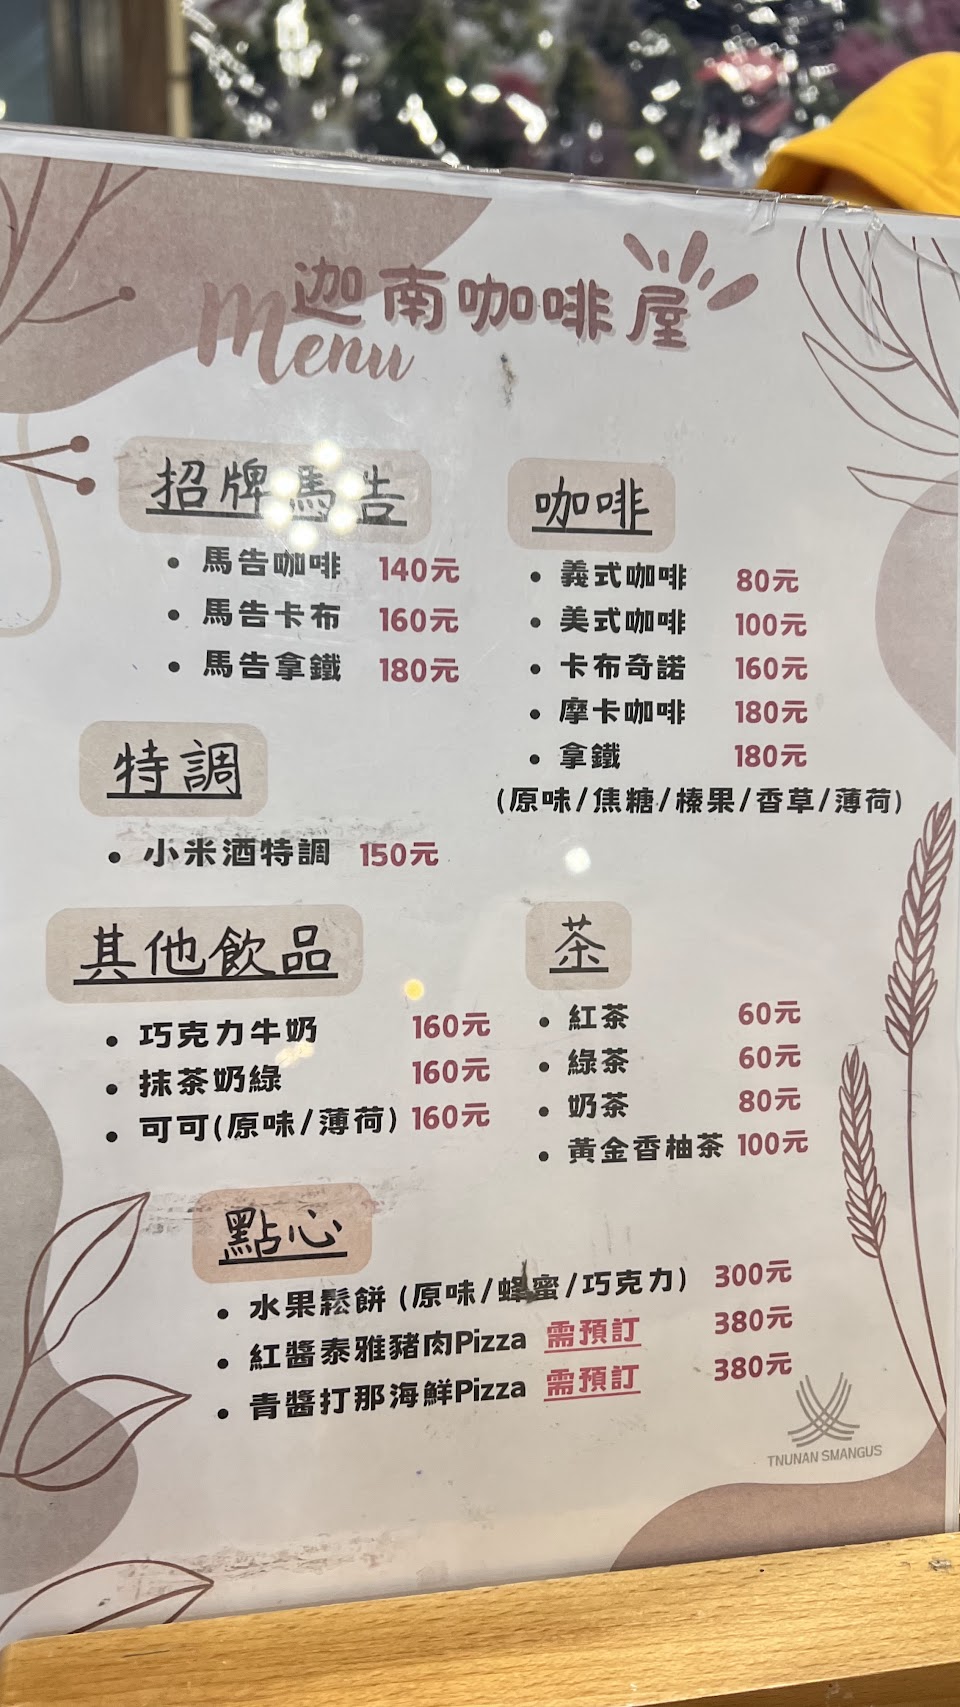 迦南咖啡屋
Menu
招牌馬告
馬告咖啡 140元
馬告卡布 160元
馬告拿鐵 180元
特調
小米酒特調 150元
其他飲品
巧克力牛奶 160元
抹茶奶綠 160元
可可(原味/薄荷) 160元
咖啡
義式咖啡 80元
美式咖啡 100元
卡布奇諾 160元
摩卡咖啡 180元
拿鐵 180元
(原味/焦糖/榛果/香草/薄荷)
茶
紅茶 60元
綠茶 60元
奶茶 80元
黃金香柚茶 100元
點心
水果鬆餅 (原味/蜂蜜/巧克力) 300元
紅醬泰雅豬肉Pizza 需預訂 380元
青醬打那海鮮Pizza 需預訂 380元
TNUNAN SMANGUS